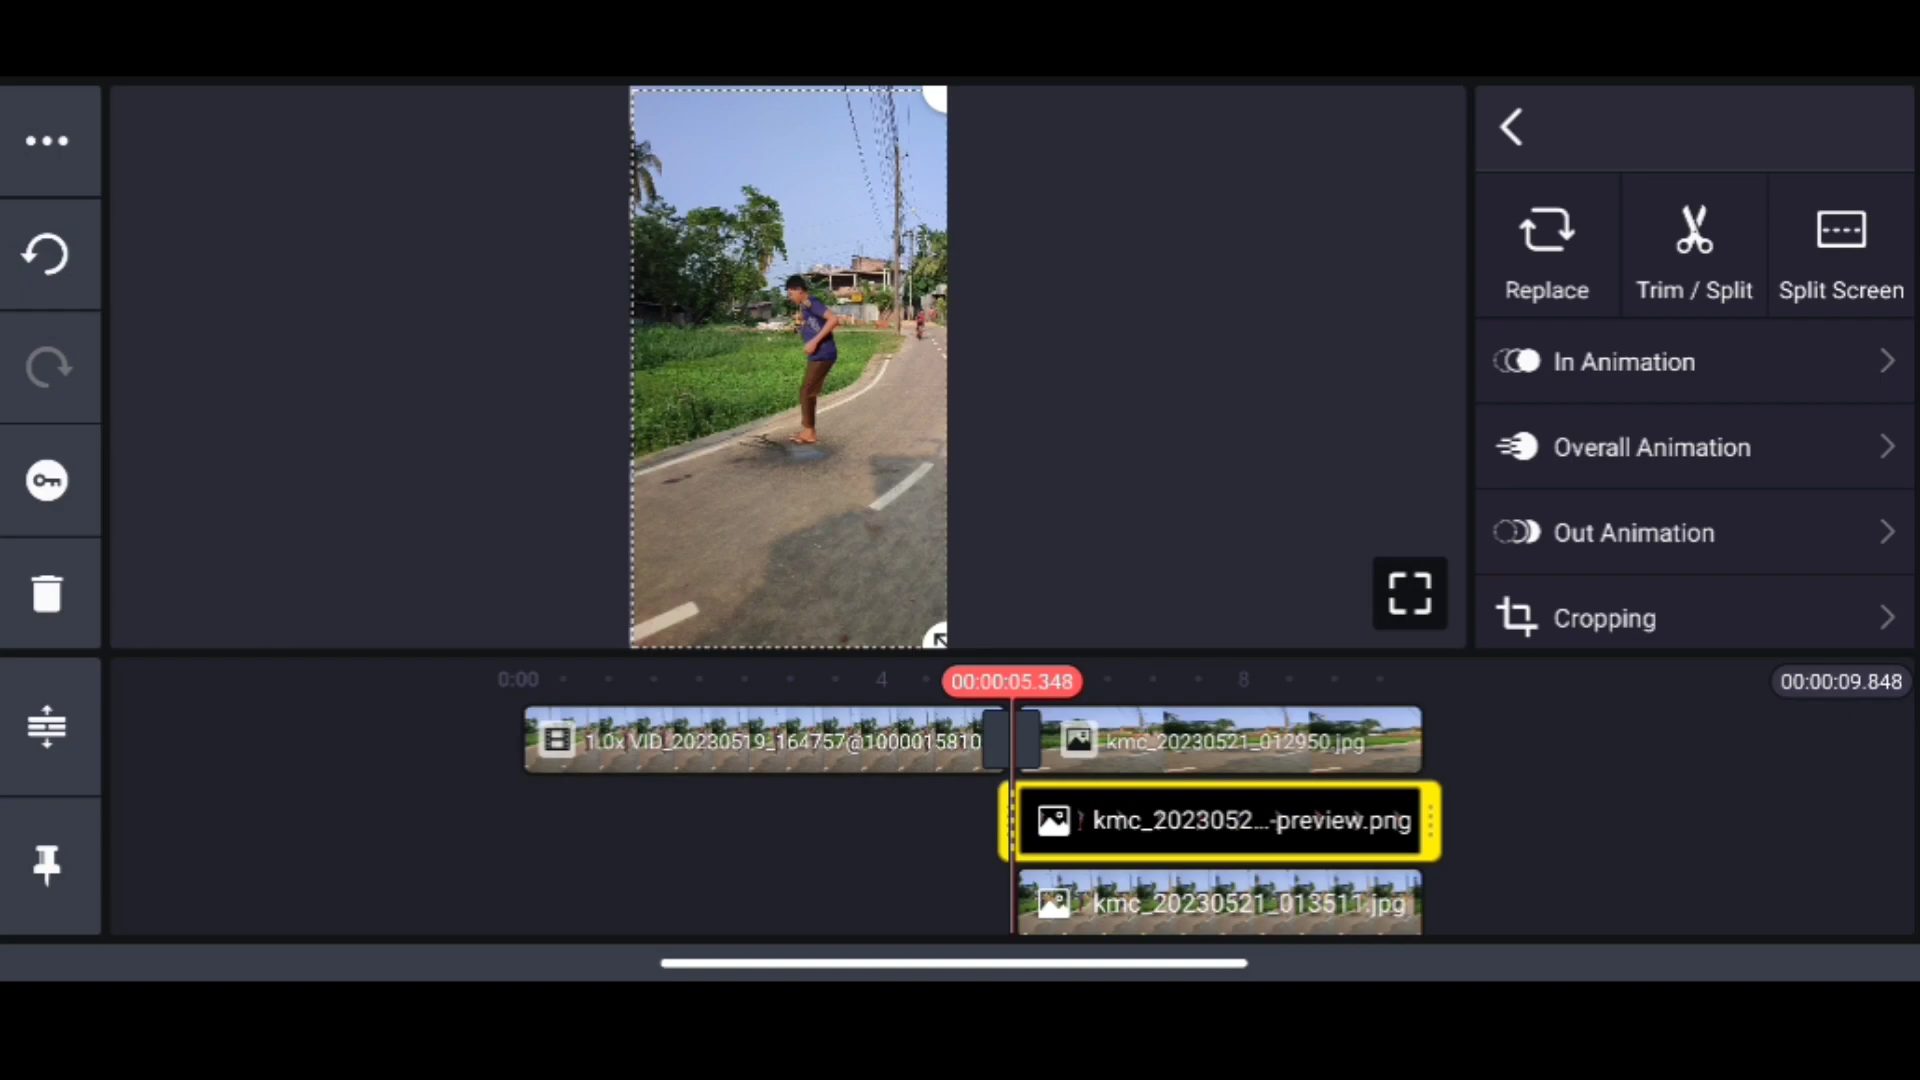 Replace
Trim / Split
Split Screen
In Animation
Overall Animation
Out Animation
Cropping
0:00
4
00:00:05.348
8
00:00:09.848
1.0x VID_20230519_164757@1000015810
kmc_20230521_012950.jpg
kmc_2023052...-preview.png
kmc_20230521_013511.jpg